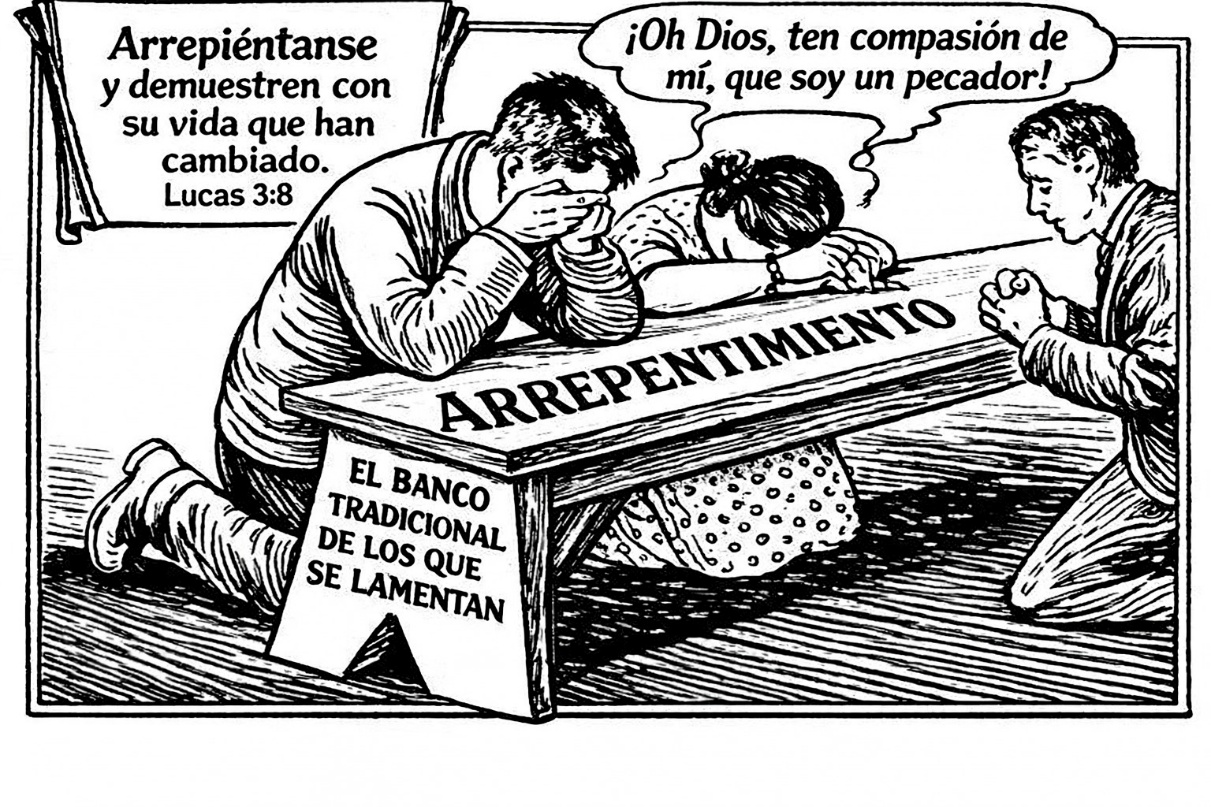 Arrepiéntanse
y demuestren con
su vida que han
cambiado.
Lucas 3:8
¡Oh Dios, ten compasión de
mí, que soy un pecador!
ARREPENTIMIENTO
EL BANCO
TRADICIONAL
DE LOS QUE
SE LAMENTAN